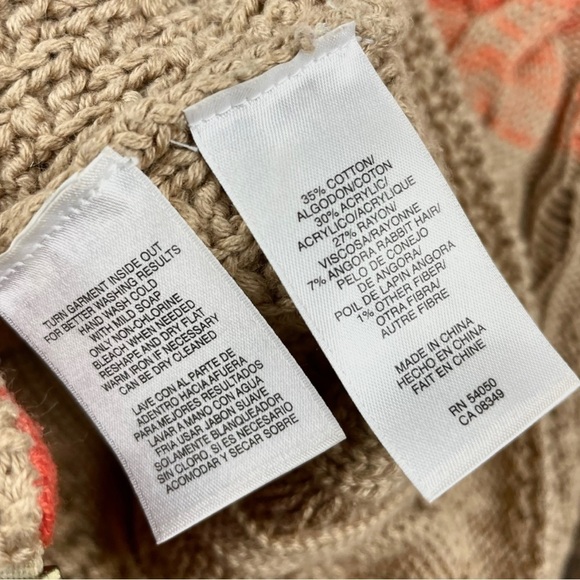 TURN GARMENT INSIDE OUT
FOR BETTER WASHING RESULTS
HAND WASH COLD
WITH MILD SOAP
ONLY NON-CHLORINE
BLEACH WHEN NEEDED
RESHAPE AND DRY FLAT
WARM IRON IF NECESSARY
CAN BE DRY CLEANED
LAVE CON AL PARTE DE
ADENTRO HACIA AFUERA
PARA MEJORES RESULTADOS
LAVAR A MANO CON AGUA
FRIA USAR JABON SUAVE
SOLAMENTE BLANQUEADOR
SIN CLORO, SI ES NECESARIO
ACOMODAR Y SECAR SOBRE
35% COTTON/
ALGODON/COTON
30% ACRYLIC/
ACRYLICO/ACRYLIQUE
27% RAYON/
VISCOSA/RAYONNE
7% ANGORA RABBIT HAIR/
PELO DE CONEJO
DE ANGORA/
POIL DE LAPIN ANGORA
1% OTHER FIBER/
OTRA FIBRA/
AUTRE FIBRE
MADE IN CHINA
HECHO EN CHINA
FAIT EN CHINE
RN 54050
CA 08349